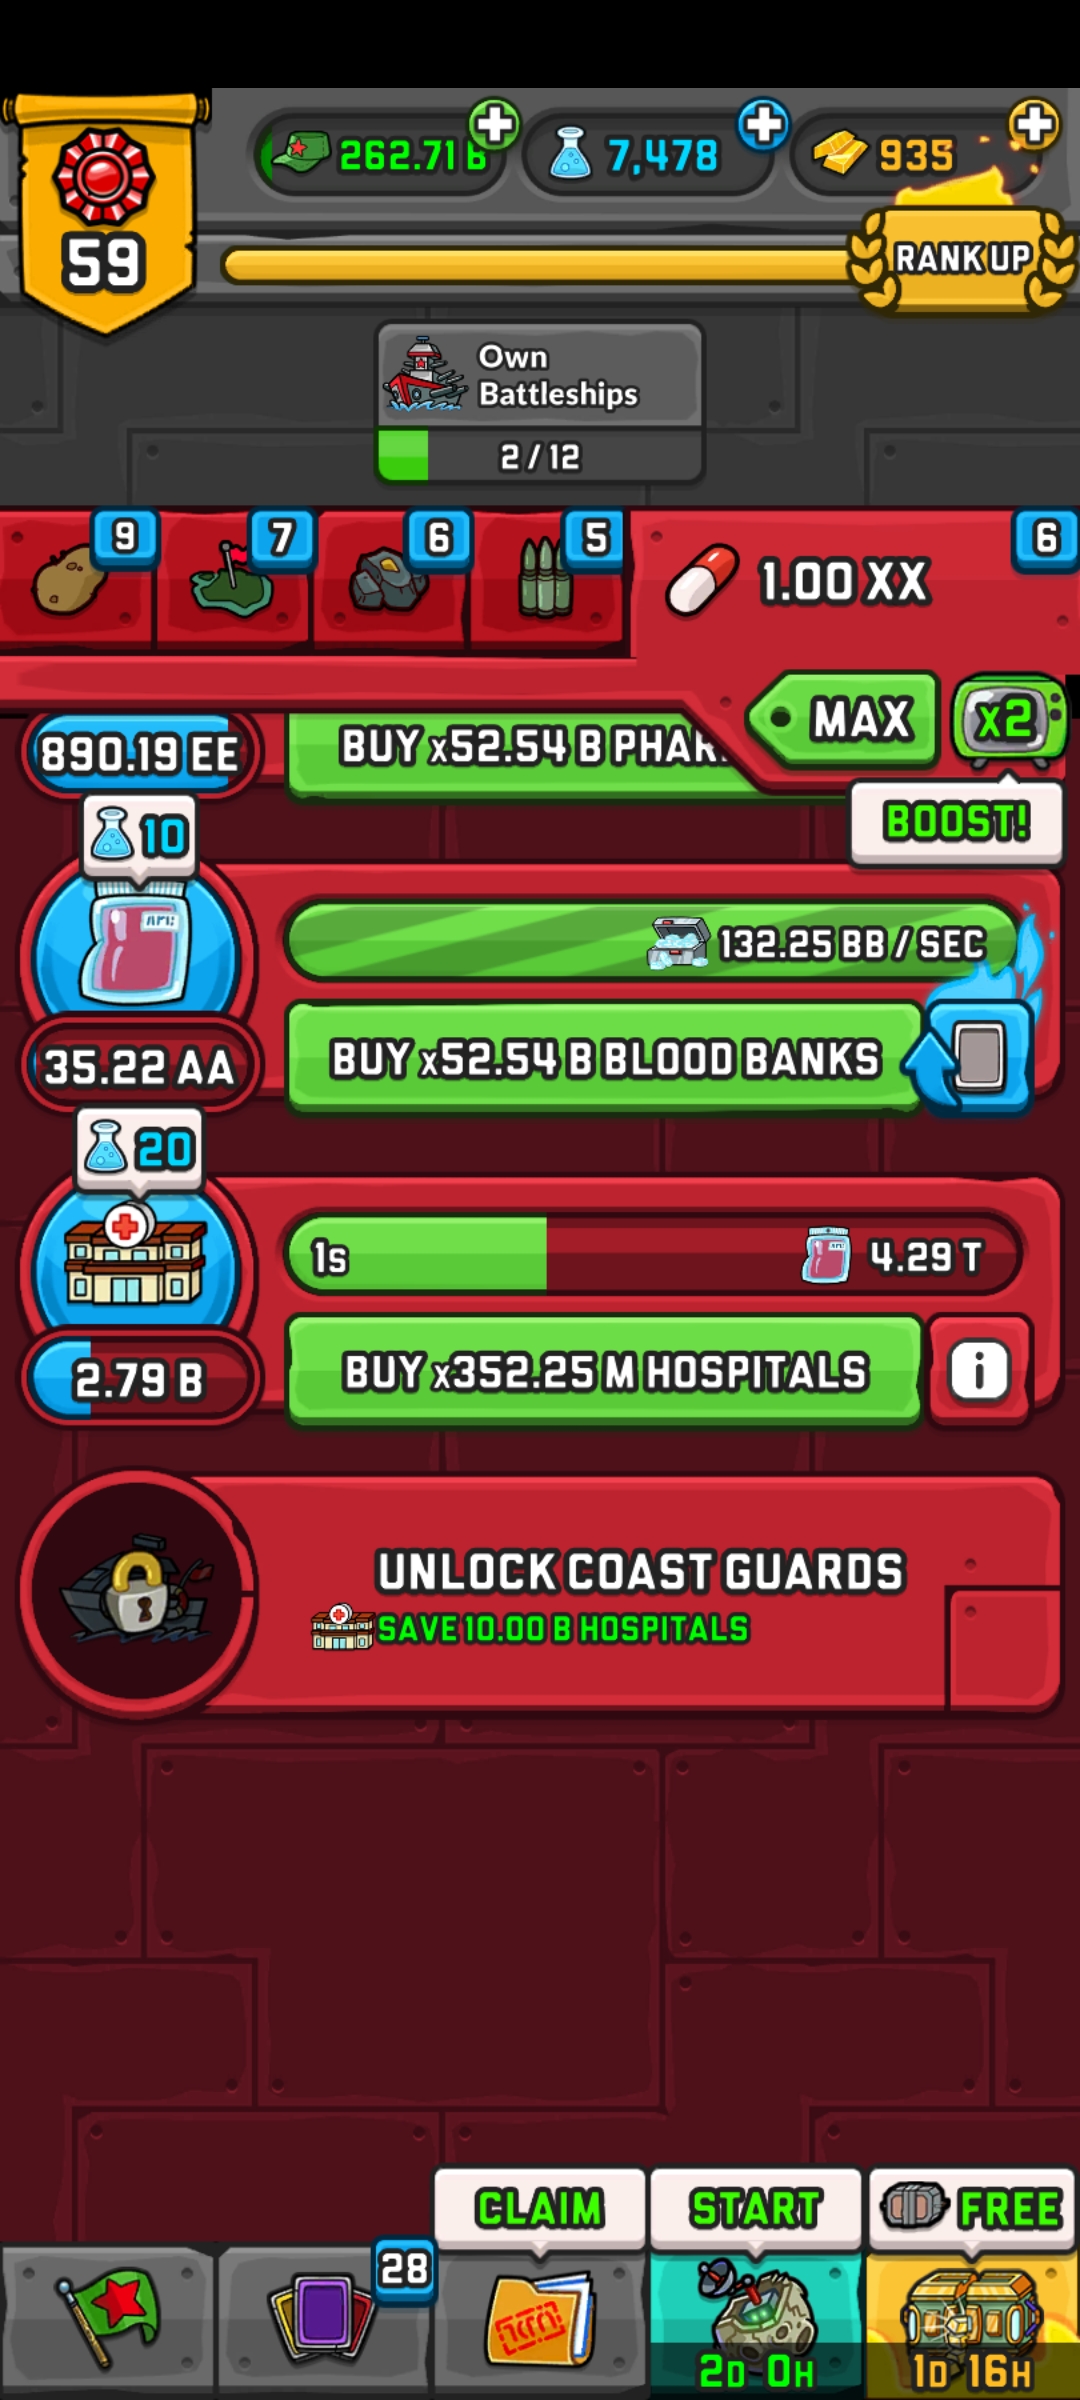 262.71 B
7,478
935
59
RANK UP
Own
Battleships
2 / 12
9
7
6
5
1.00 XX
6
MAX
x2
890.19 EE
BUY x52.54 B PHAR
BOOST!
10
132.25 BB / SEC
35.22 AA
BUY x52.54 B BLOOD BANKS
20
1s
4.29 T
2.79 B
BUY x352.25 M HOSPITALS
i
UNLOCK COAST GUARDS
SAVE 10.00 B HOSPITALS
CLAIM
START
FREE
28
2D 0H
1D 16H